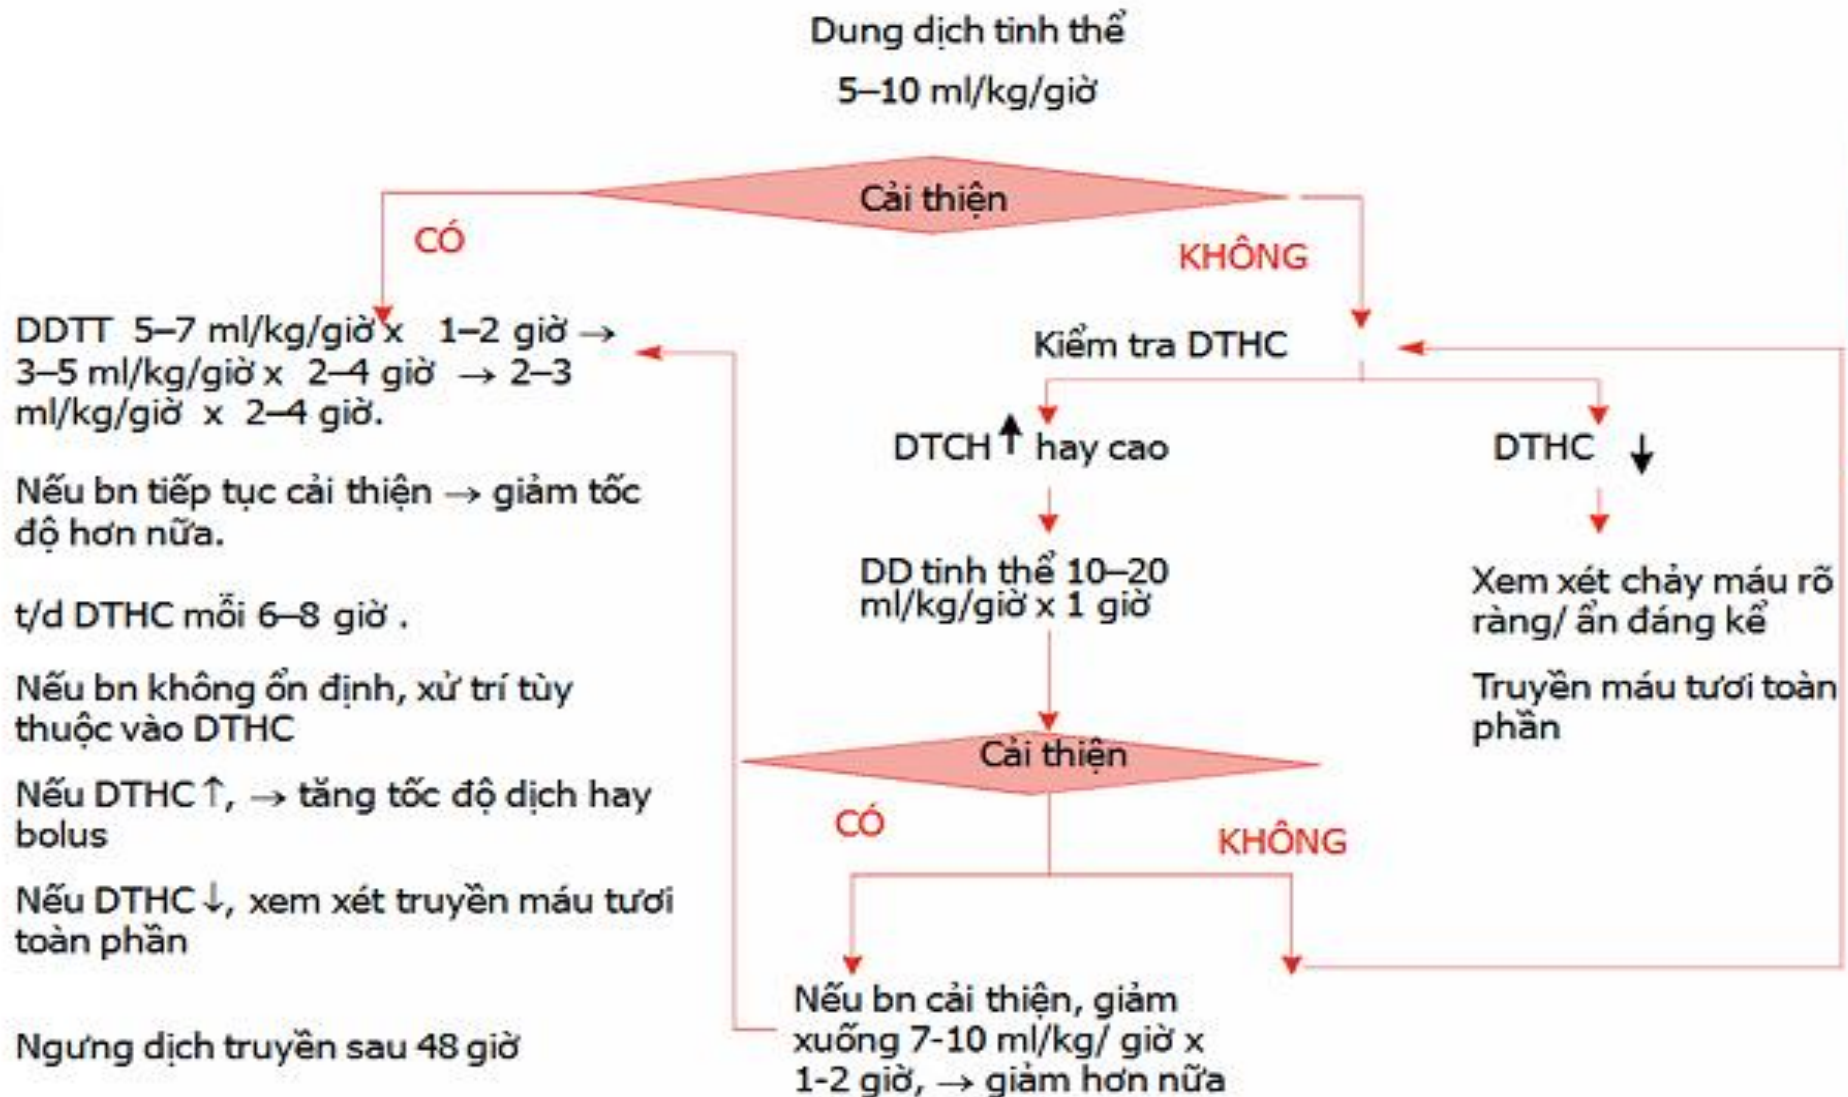 Dung dịch tinh thể
5–10 ml/kg/giờ
Cải thiện
CÓ
KHÔNG
DDTT 5–7 ml/kg/giờ x 1–2 giờ →
3–5 ml/kg/giờ x 2–4 giờ → 2–3
ml/kg/giờ x 2–4 giờ.
Nếu bn tiếp tục cải thiện → giảm tốc
độ hơn nữa.
t/d DTHC mỗi 6–8 giờ .
Nếu bn không ổn định, xử trí tùy
thuộc vào DTHC
Nếu DTHC ↑, → tăng tốc độ dịch hay
bolus
Nếu DTHC ↓, xem xét truyền máu tươi
toàn phần
Ngưng dịch truyền sau 48 giờ
Kiểm tra DTHC
DTCH ↑ hay cao
DD tinh thể 10–20
ml/kg/giờ x 1 giờ
DTHC ↓
Xem xét chảy máu rõ
ràng/ ẩn đáng kể
Truyền máu tươi toàn
phần
Cải thiện
CÓ
KHÔNG
Nếu bn cải thiện, giảm
xuống 7-10 ml/kg/ giờ x
1-2 giờ, → giảm hơn nữa